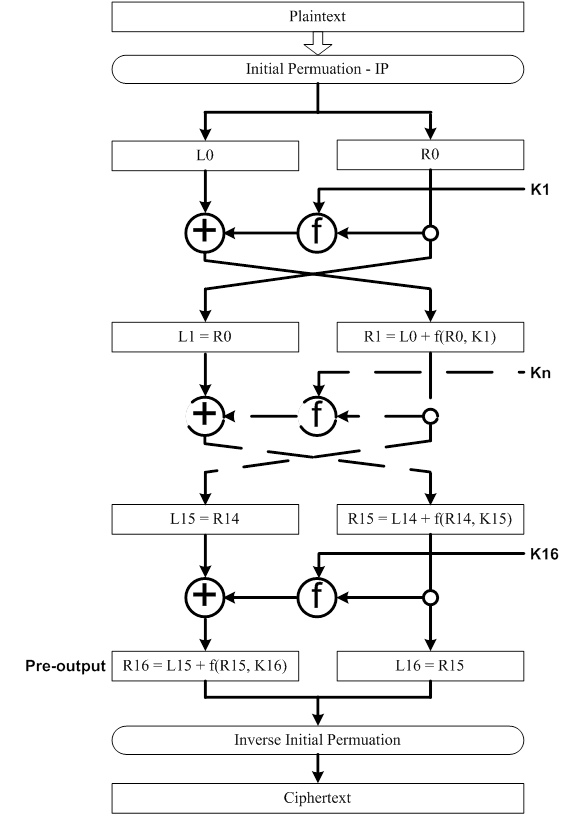 Plaintext
Initial Permuation - IP
L0
R0
K1
+
f
L1 = R0
R1 = L0 + f(R0, K1)
Kn
+
f
L15 = R14
R15 = L14 + f(R14, K15)
K16
+
f
Pre-output
R16 = L15 + f(R15, K16)
L16 = R15
Inverse Initial Permuation
Ciphertext